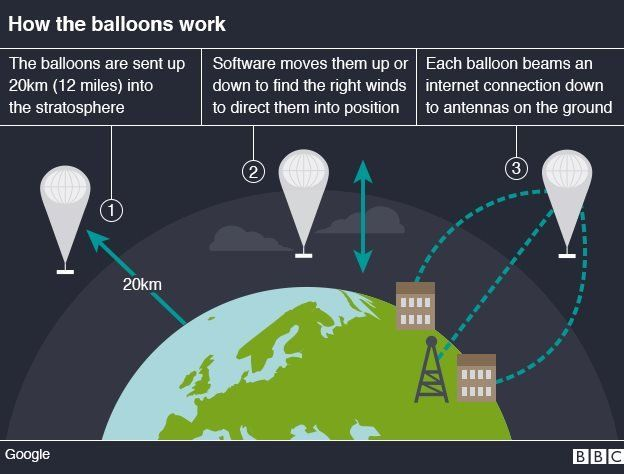 How the balloons work
The balloons are sent up
20km (12 miles) into
the stratosphere
Software moves them up or
down to find the right winds
to direct them into position
Each balloon beams an
internet connection down
to antennas on the ground
1
2
3
20km
Google
BBC